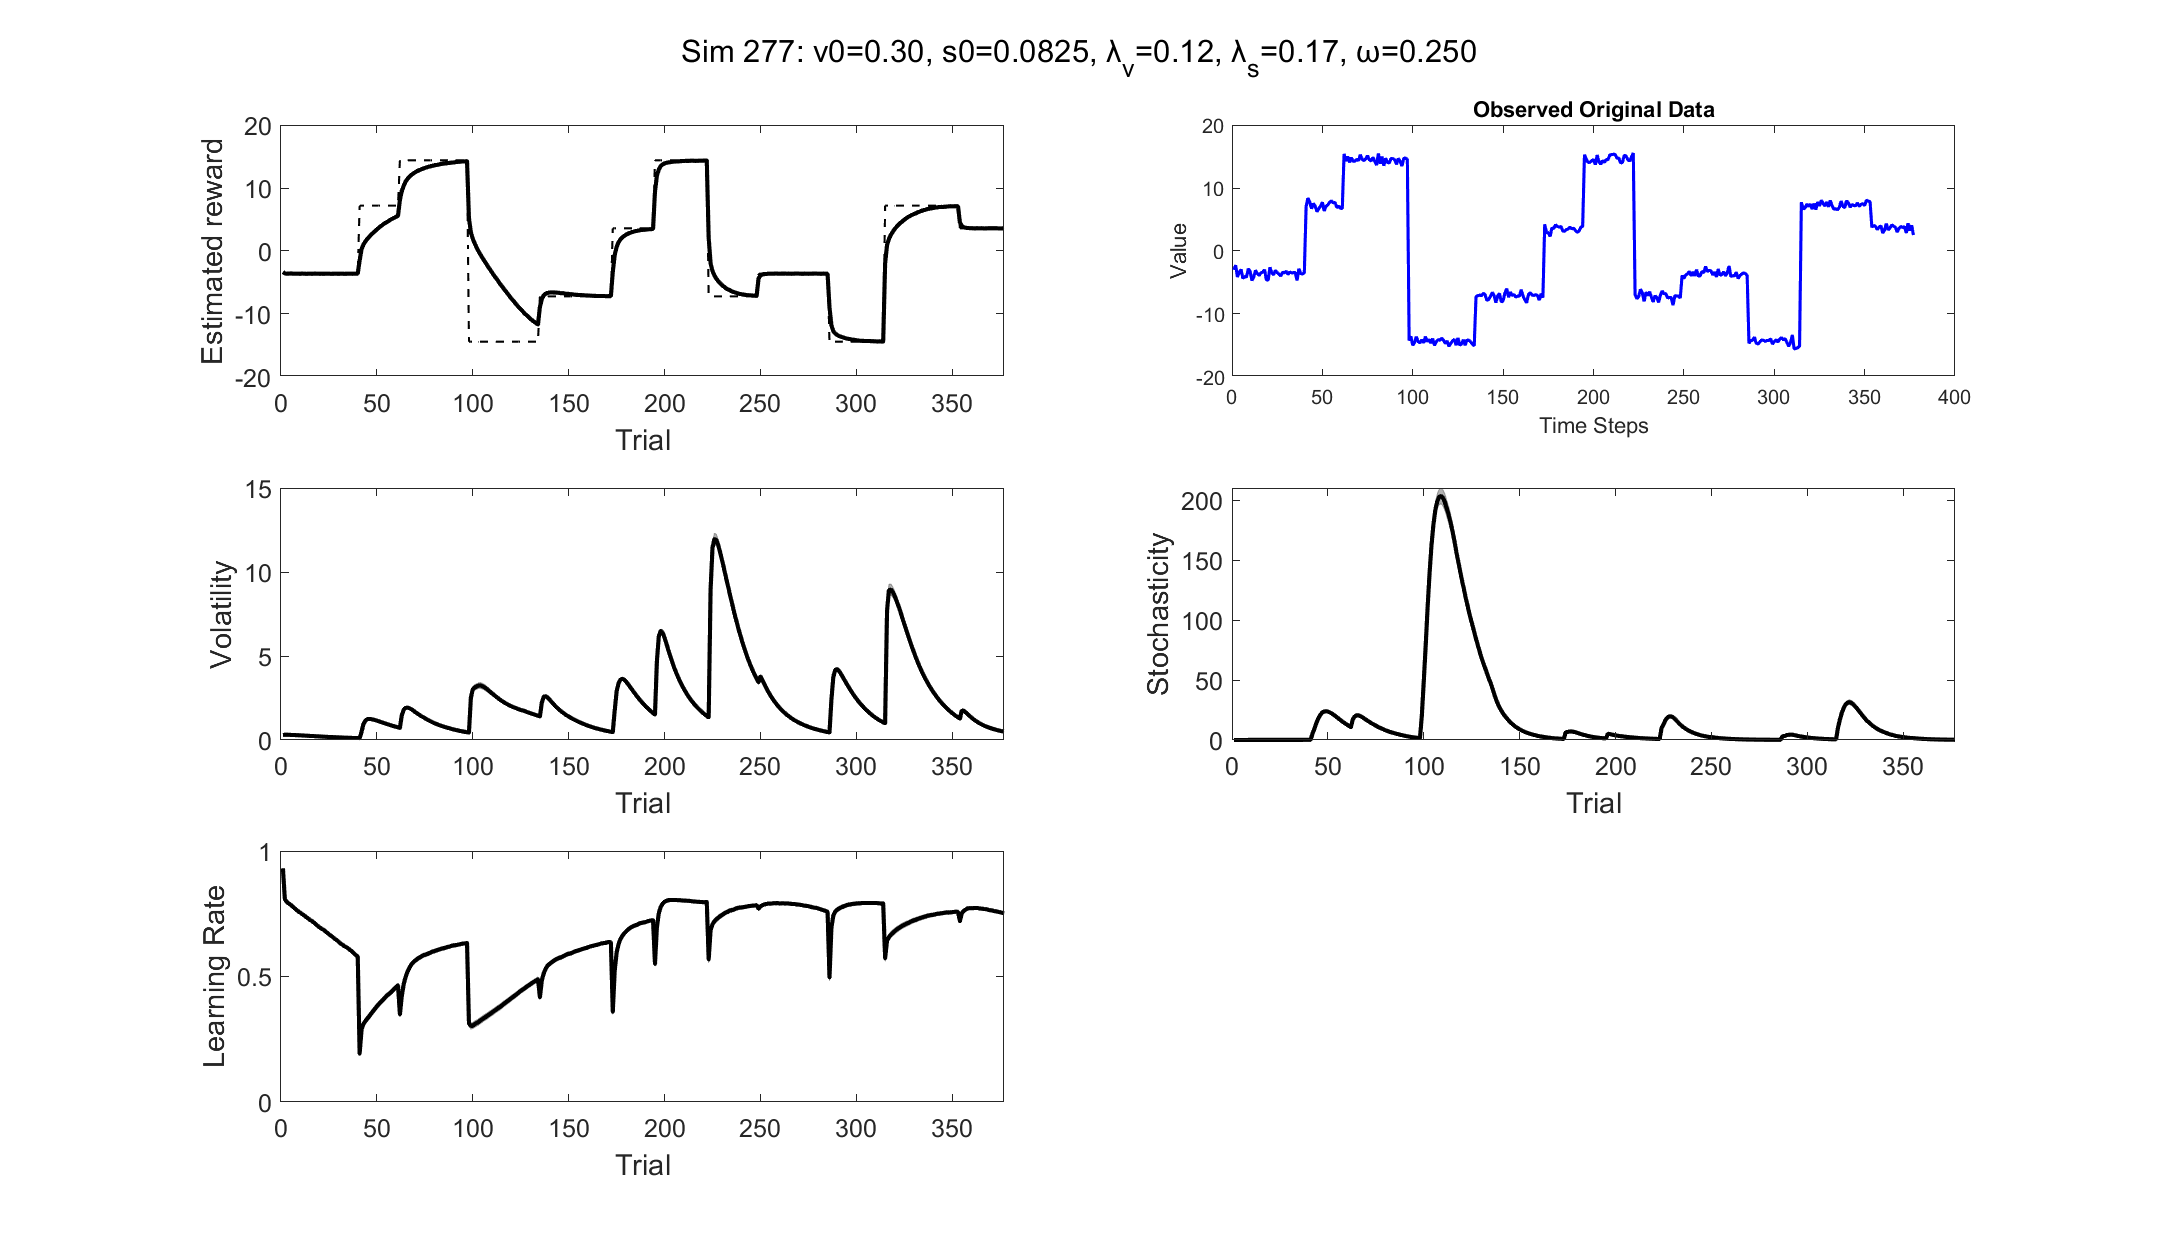 Sim 277: v0=0.30, s0=0.0825, λv=0.12, λs=0.17, ω=0.250
Estimated reward
20
10
0
-10
-20
0 50 100 150 200 250 300 350
Trial
Observed Original Data
Value
20
10
0
-10
-20
0 50 100 150 200 250 300 350 400
Time Steps
Volatility
15
10
5
0
0 50 100 150 200 250 300 350
Trial
Stochasticity
200
150
100
50
0
0 50 100 150 200 250 300 350
Trial
Learning Rate
1
0.5
0
0 50 100 150 200 250 300 350
Trial